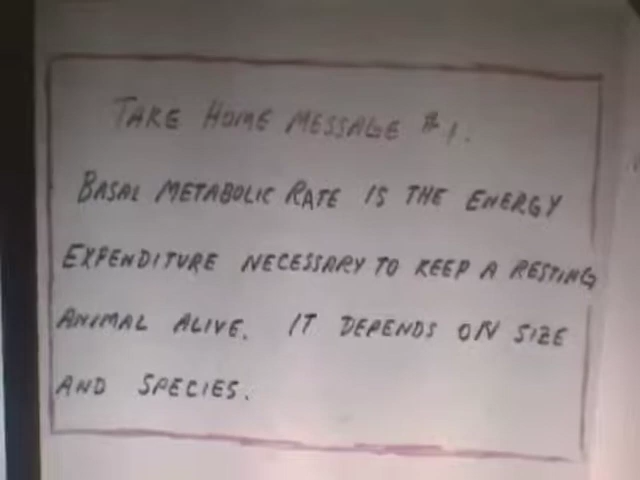 TAKE HOME MESSAGE #1.
BASAL METABOLIC RATE IS THE ENERGY
EXPENDITURE NECESSARY TO KEEP A RESTING
ANIMAL ALIVE. IT DEPENDS ON SIZE
AND SPECIES.